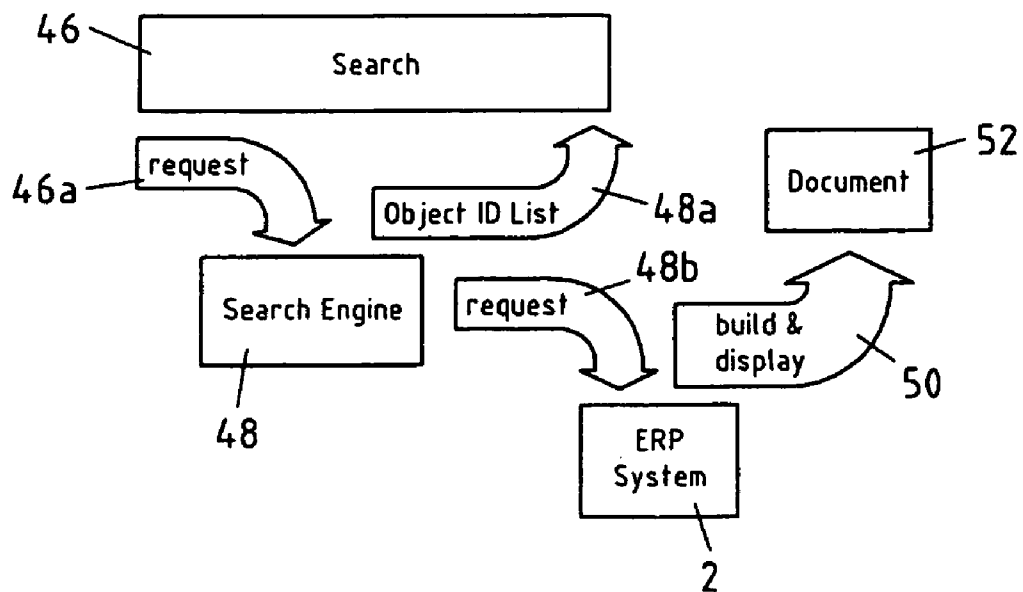 46
Search
request
46a
Object ID List
48a
52
Document
Search Engine
48
48b
request
build &
display
50
ERP
System
2